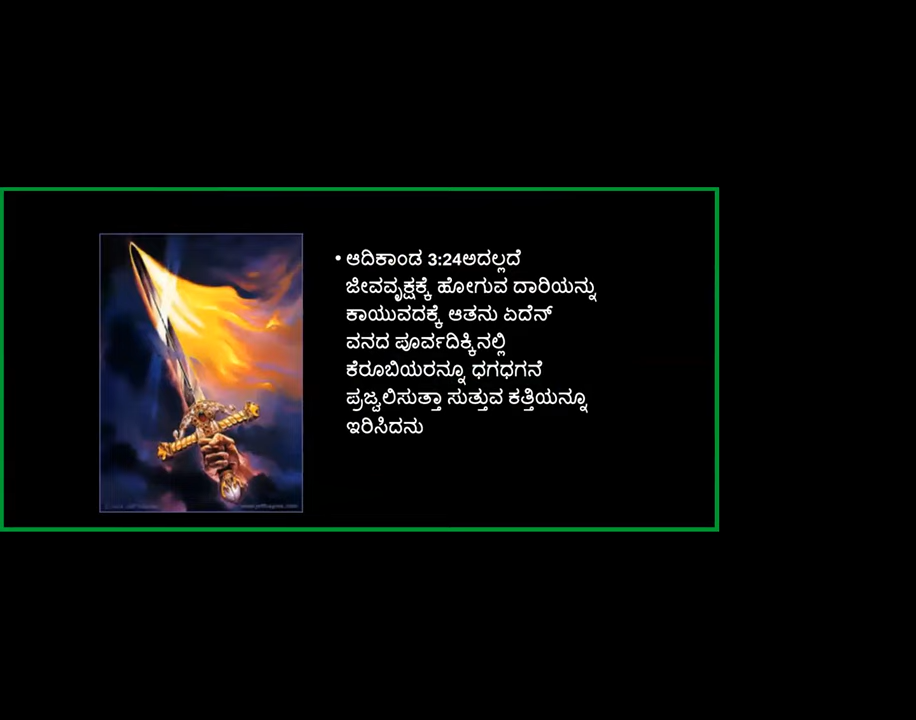 • ಆದಿಕಾಂಡ 3:24ಅದಲ್ಲದೆ
ಜೀವವೃಕ್ಷಕ್ಕೆ ಹೋಗುವ ದಾರಿಯನ್ನು
ಕಾಯುವದಕ್ಕೆ ಆತನು ಏದೆನ್
ವನದ ಪೂರ್ವದಿಕ್ಕಿನಲ್ಲಿ
ಕೆರೂಬಿಯರನ್ನೂ ಧಗಧಗನೆ
ಪ್ರಜ್ವಲಿಸುತ್ತಾ ಸುತ್ತುವ ಕತ್ತಿಯನ್ನೂ
ಇರಿಸಿದನು